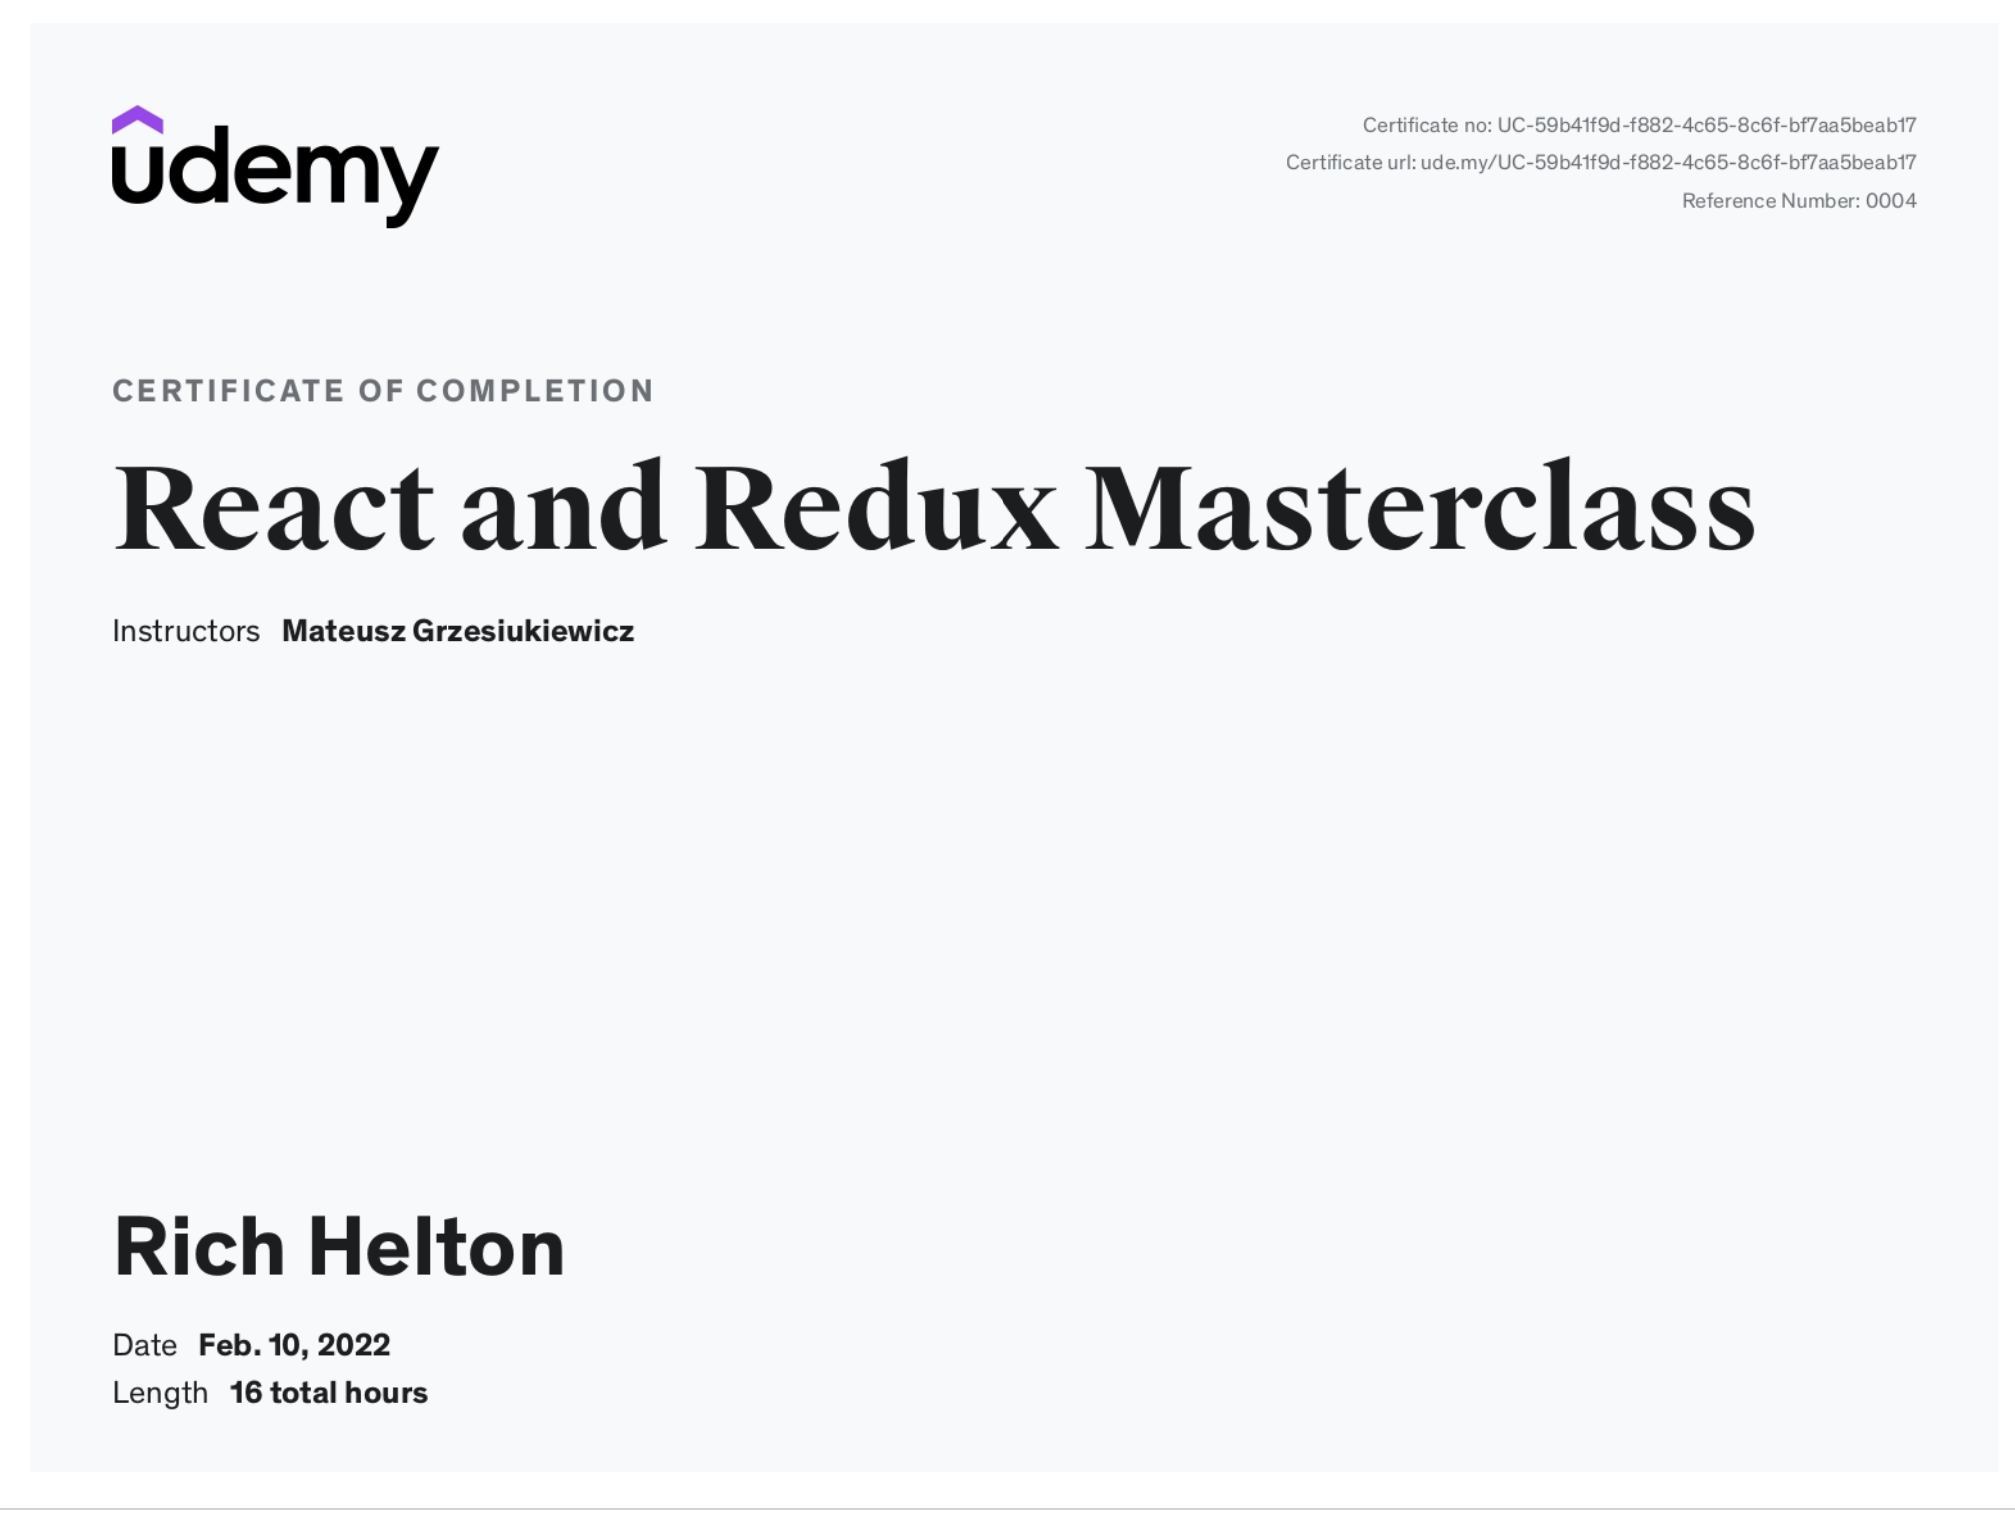 udemy
Certificate no: UC-59b41f9d-f882-4c65-8c6f-bf7aa5beab17
Certificate url: ude.my/UC-59b41f9d-f882-4c65-8c6f-bf7aa5beab17
Reference Number: 0004
CERTIFICATE OF COMPLETION
React and Redux Masterclass
Instructors Mateusz Grzesiukiewicz
Rich Helton
Date Feb. 10, 2022
Length 16 total hours